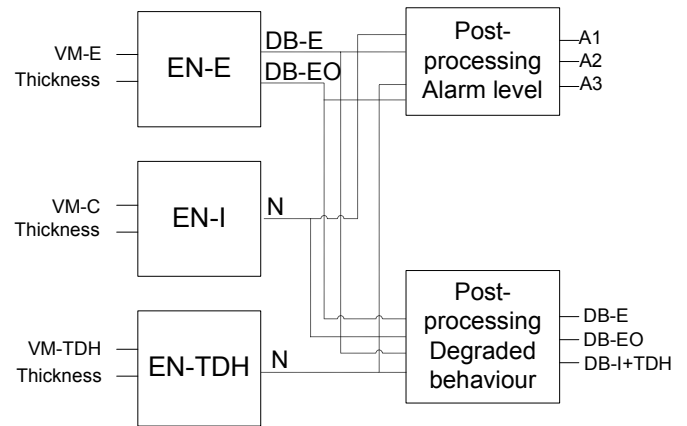 VM-E
Thickness
EN-E
DB-E
DB-EO
Post-
processing
Alarm level
A1
A2
A3
VM-C
Thickness
EN-I
N
VM-TDH
Thickness
EN-TDH
N
Post-
processing
Degraded
behaviour
DB-E
DB-EO
DB-I+TDH